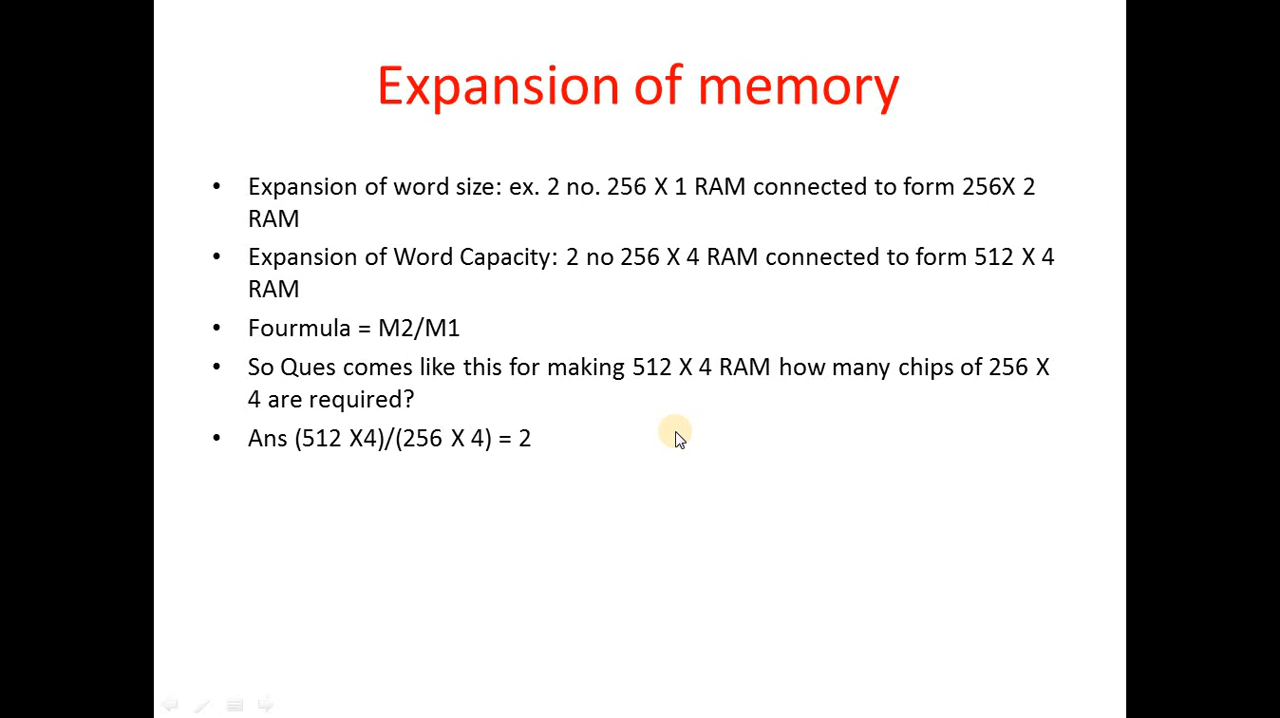 Expansion of memory
• Expansion of word size: ex. 2 no. 256 X 1 RAM connected to form 256X 2
RAM
• Expansion of Word Capacity: 2 no 256 X 4 RAM connected to form 512 X 4
RAM
• Fourmula = M2/M1
• So Ques comes like this for making 512 X 4 RAM how many chips of 256 X
4 are required?
• Ans (512 X4)/(256 X 4) = 2